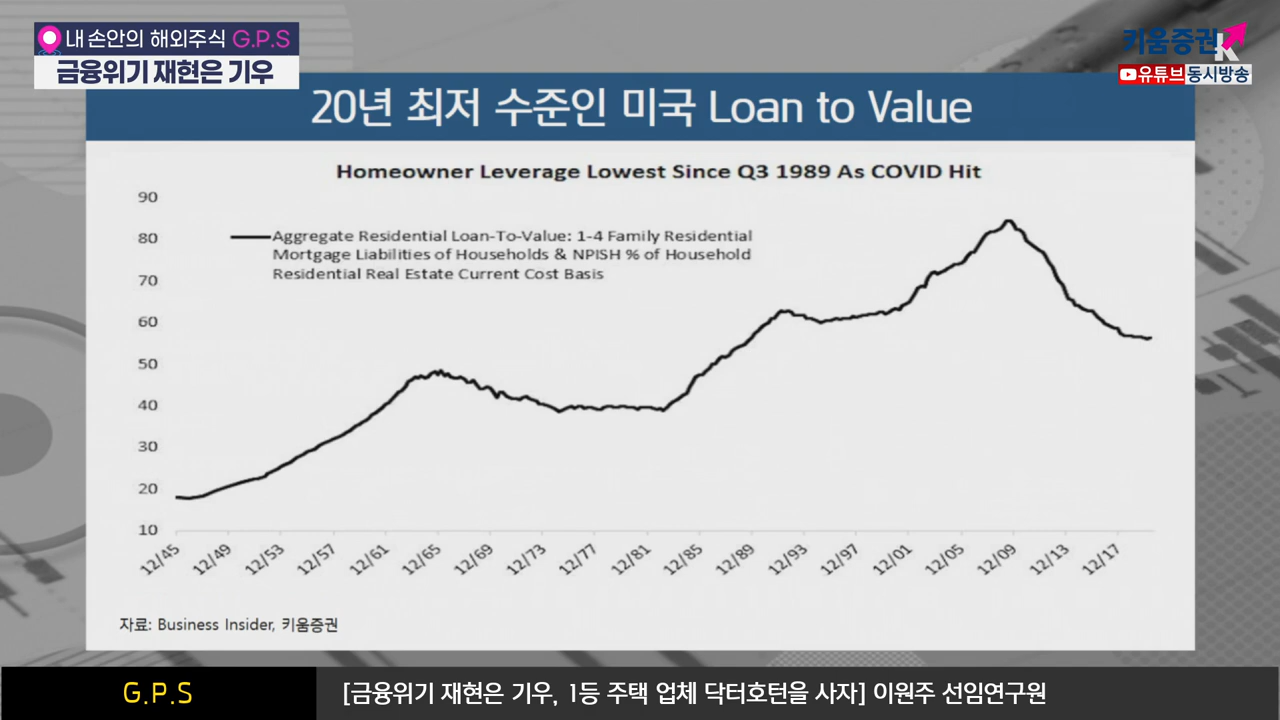 내 손안의 해외주식 G.P.S
금융위기 재현은 기우
키움증권
유튜브동시방송
20년 최저 수준인 미국 Loan to Value
Homeowner Leverage Lowest Since Q3 1989 As COVID Hit
Aggregate Residential Loan-To-Value: 1-4 Family Residential
Mortgage Liabilities of Households & NPISH % of Household
Residential Real Estate Current Cost Basis
90
80
70
60
50
40
30
20
10
12/45 12/49 12/53 12/57 12/61 12/65 12/69 12/73 12/77 12/81 12/85 12/89 12/93 12/97 12/01 12/05 12/09 12/13 12/17
자료: Business Insider, 키움증권
G.P.S
[금융위기 재현은 기우, 1등 주택 업체 닥터호턴을 사자] 이원주 선임연구원